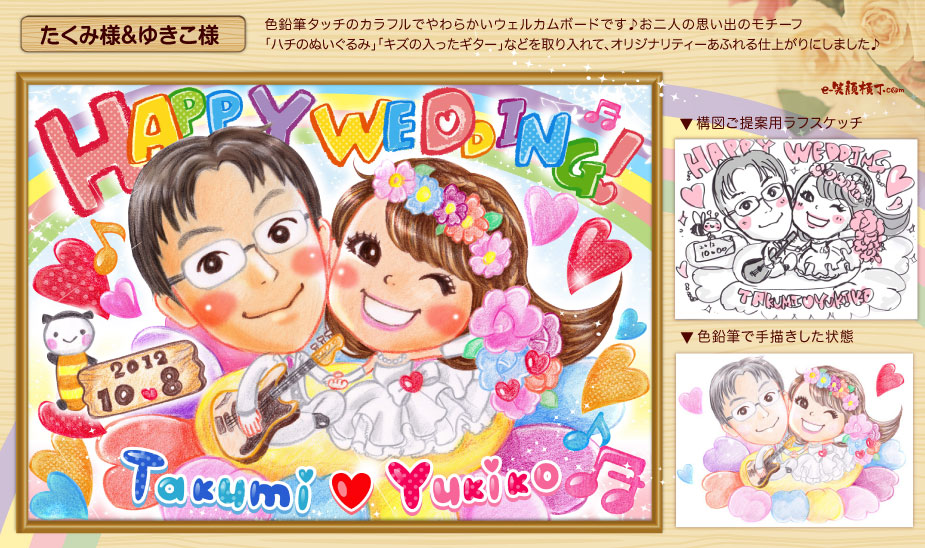 たくみ様&ゆきこ様
色鉛筆タッチのカラフルでやわらかいウェルカムボードです♪お二人の思い出のモチーフ
「ハチのぬいぐるみ」「キズの入ったギター」などを取り入れて、オリジナリティーあふれる仕上がりにしました♪
e-笑顔横丁.com
HAPPY WEDDING!
2012
10♥8
Takumi ♥ Yukiko
▼構図ご提案用ラフスケッチ
HAPPY WEDDING
2012
TAKUMI♡YUKIKO
▼色鉛筆で手描きした状態